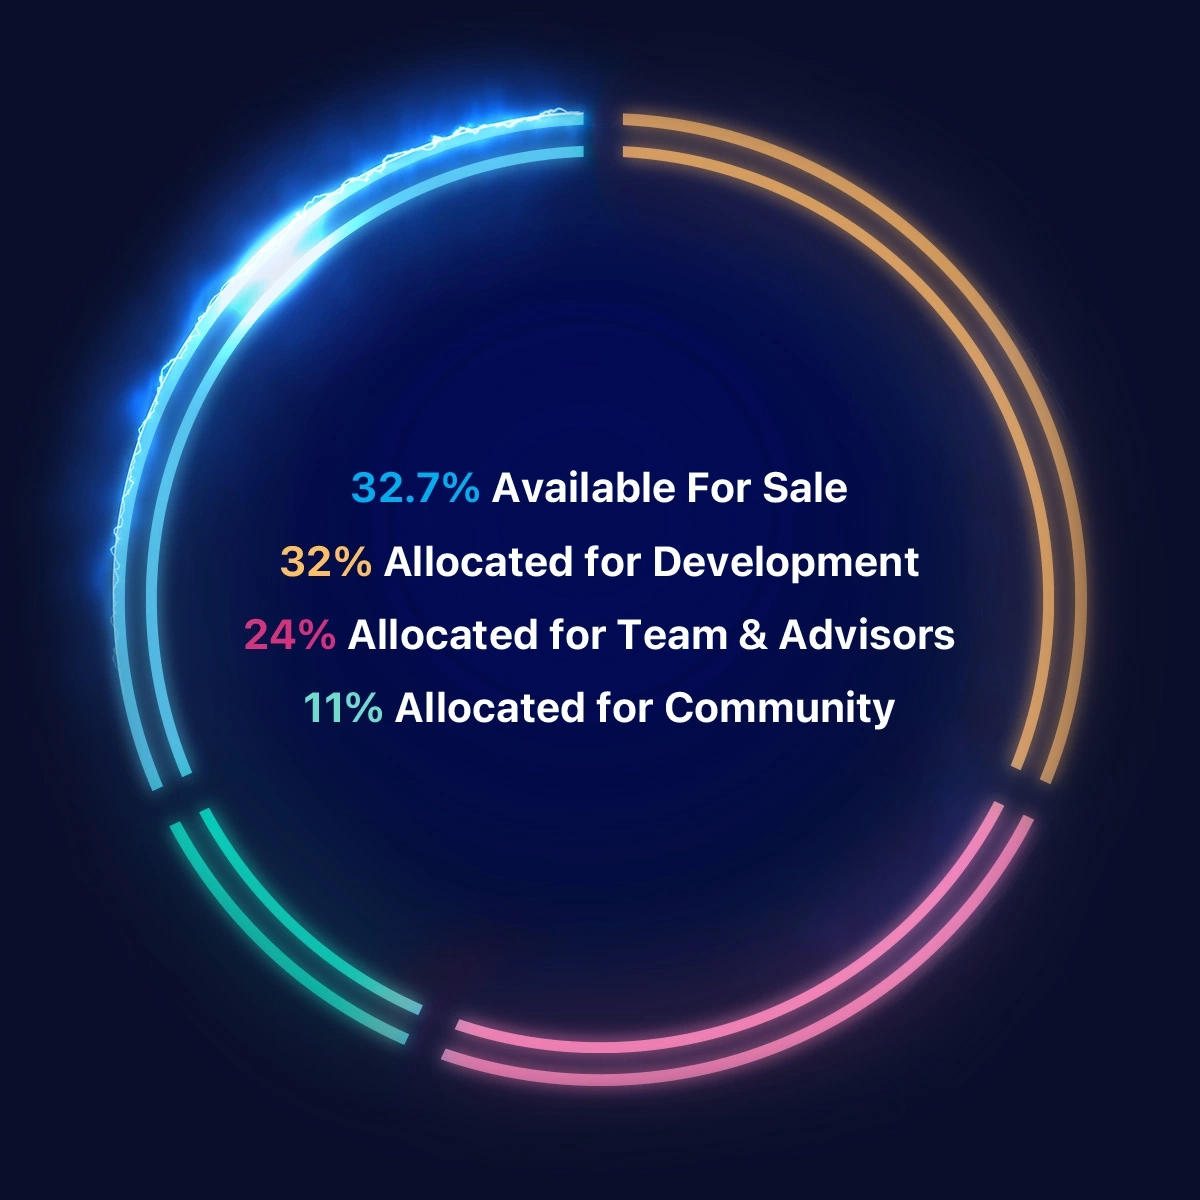 32.7% Available For Sale
32% Allocated for Development
24% Allocated for Team & Advisors
11% Allocated for Community